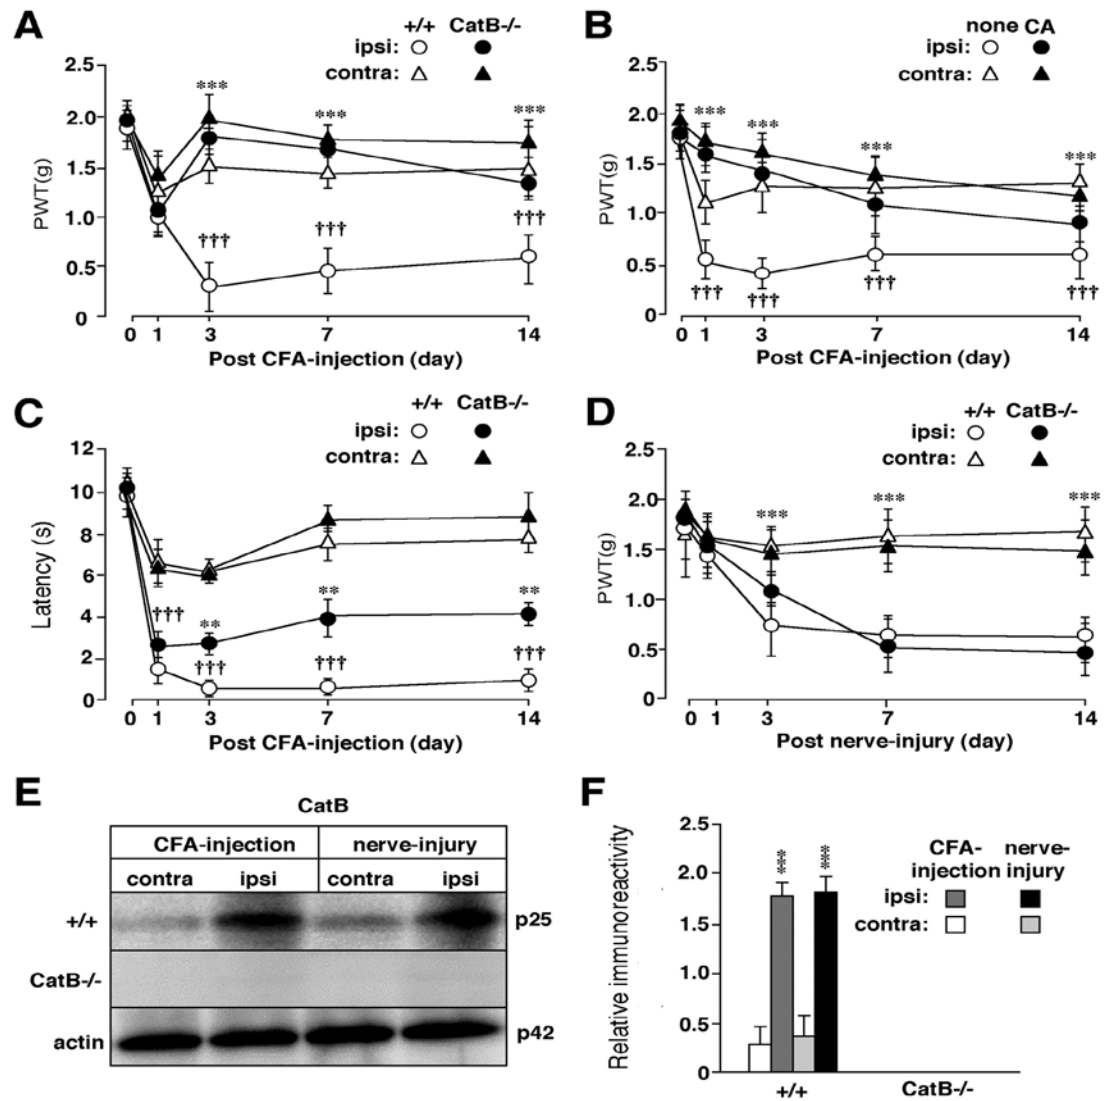 A
+/+ CatB-/-
ipsi:
contra:
2.5
2.0
1.5
1.0
0.5
0
PWT(g)
***
***
***
†††
†††
†††
0 1 3 7 14
Post CFA-injection (day)
B
none CA
ipsi:
contra:
2.5
2.0
1.5
1.0
0.5
0
PWT(g)
***
***
***
***
†††
†††
†††
†††
0 1 3 7 14
Post CFA-injection (day)
C
+/+ CatB-/-
ipsi:
contra:
12
10
8
6
4
2
0
Latency (s)
†††
**
**
**
†††
†††
†††
0 1 3 7 14
Post CFA-injection (day)
D
+/+ CatB-/-
ipsi:
contra:
2.5
2.0
1.5
1.0
0.5
0
PWT(g)
***
***
***
0 1 3 7 14
Post nerve-injury (day)
E
CatB
CFA-injection nerve-injury
contra ipsi contra ipsi
+/+ p25
CatB-/-
actin p42
F
Relative immunoreactivity
2.5
2.0
1.5
1.0
0.5
0
***
***
CFA- nerve-
injection injury
ipsi:
contra:
+/+ CatB-/-